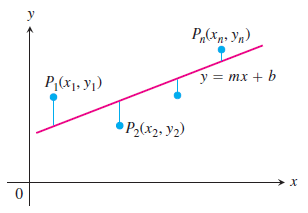 y
Pₙ(xₙ, yₙ)
P₁(x₁, y₁)
y = mx + b
P₂(x₂, y₂)
x
0